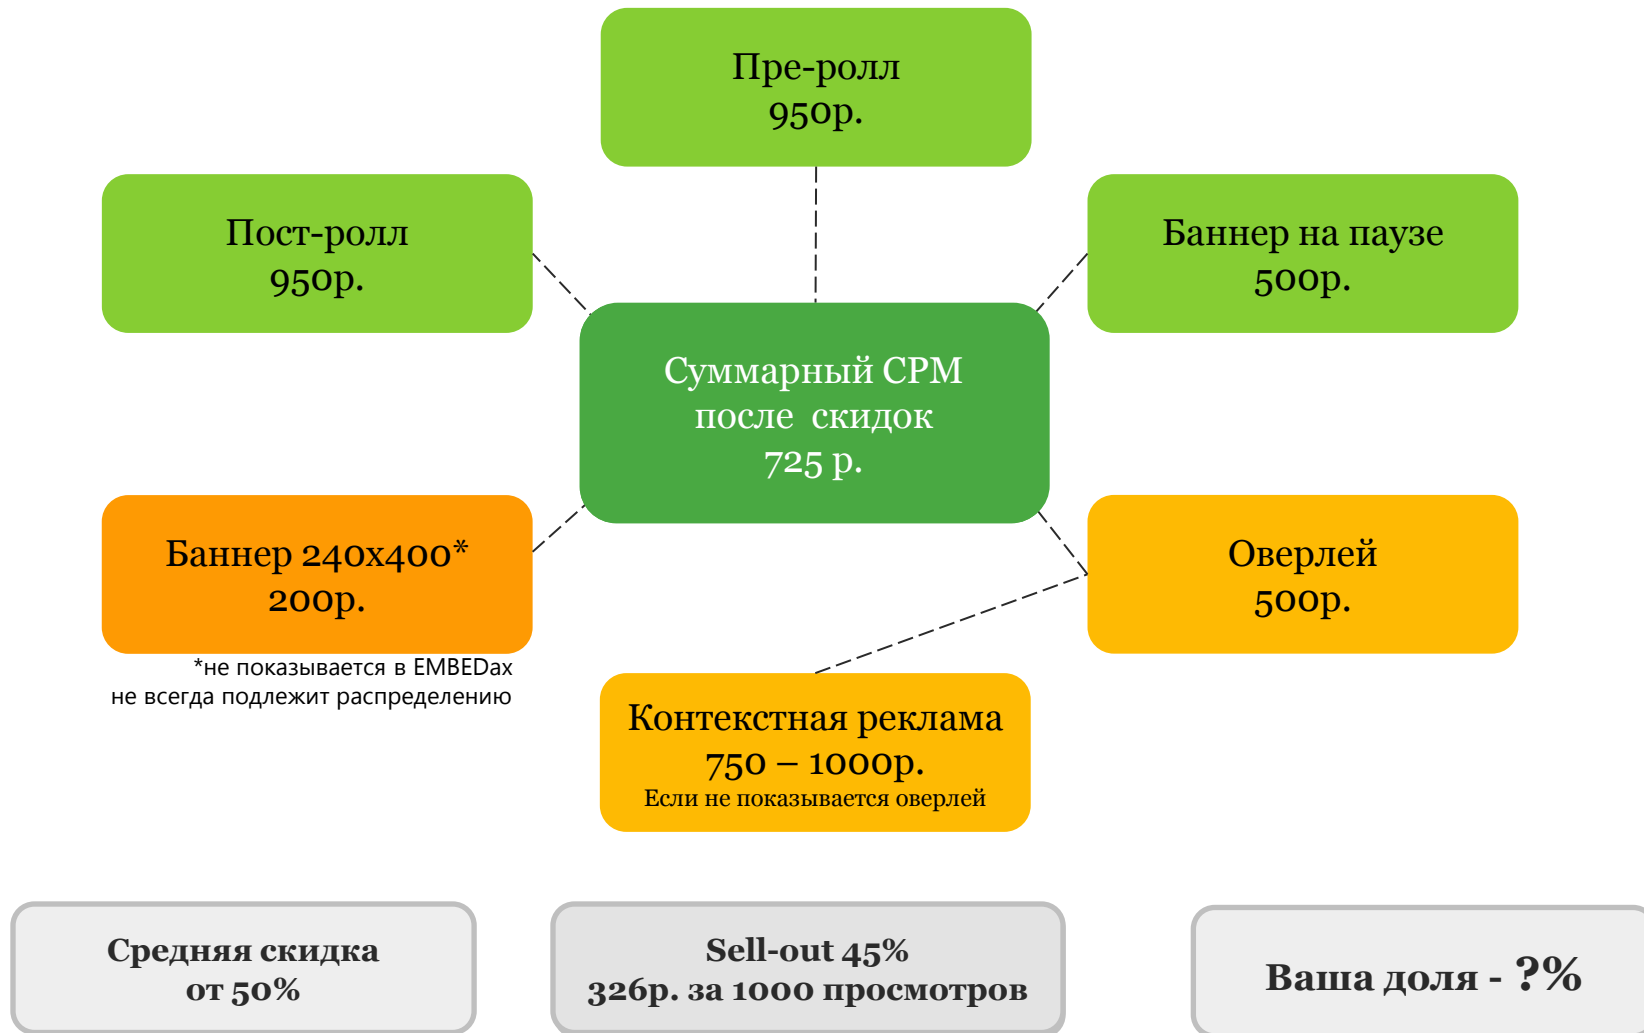 Пре-ролл
950р.
Пост-ролл
950р.
Баннер на паузе
500р.
Суммарный CPM
после  скидок
725 р.
Баннер 240х400*
200р.
*не показывается в EMBEDах
не всегда подлежит распределению
Оверлей
500р.
Контекстная реклама
750 – 1000р.
Если не показывается оверлей
Средняя скидка
от 50%
Sell-out 45%
326р. за 1000 просмотров
Ваша доля - ?%